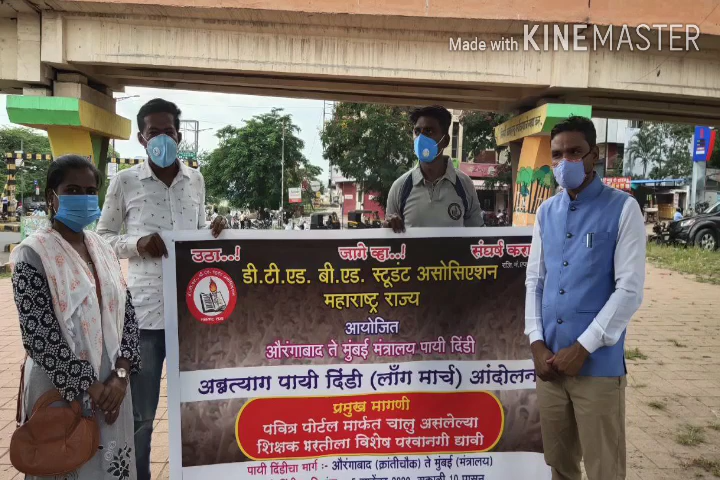 Made with KINEMASTER
उठा..!
जागे व्हा..!
संघर्ष करा
डी.टी.एड. बी.एड. स्टूडंट असोसिएशन
महाराष्ट्र राज्य
आयोजित
औरंगाबाद ते मुंबई मंत्रालय पायी दिंडी
अन्नत्याग पायी दिंडी (लाँग मार्च) आंदोलन
प्रमुख मागणी
पवित्र पोर्टल मार्फत चालु असलेल्या
शिक्षक भरतीला विशेष परवानगी द्यावी
पायी दिंडीचा मार्ग :- औरंगाबाद (क्रांतीचौक) ते मुंबई (मंत्रालय)